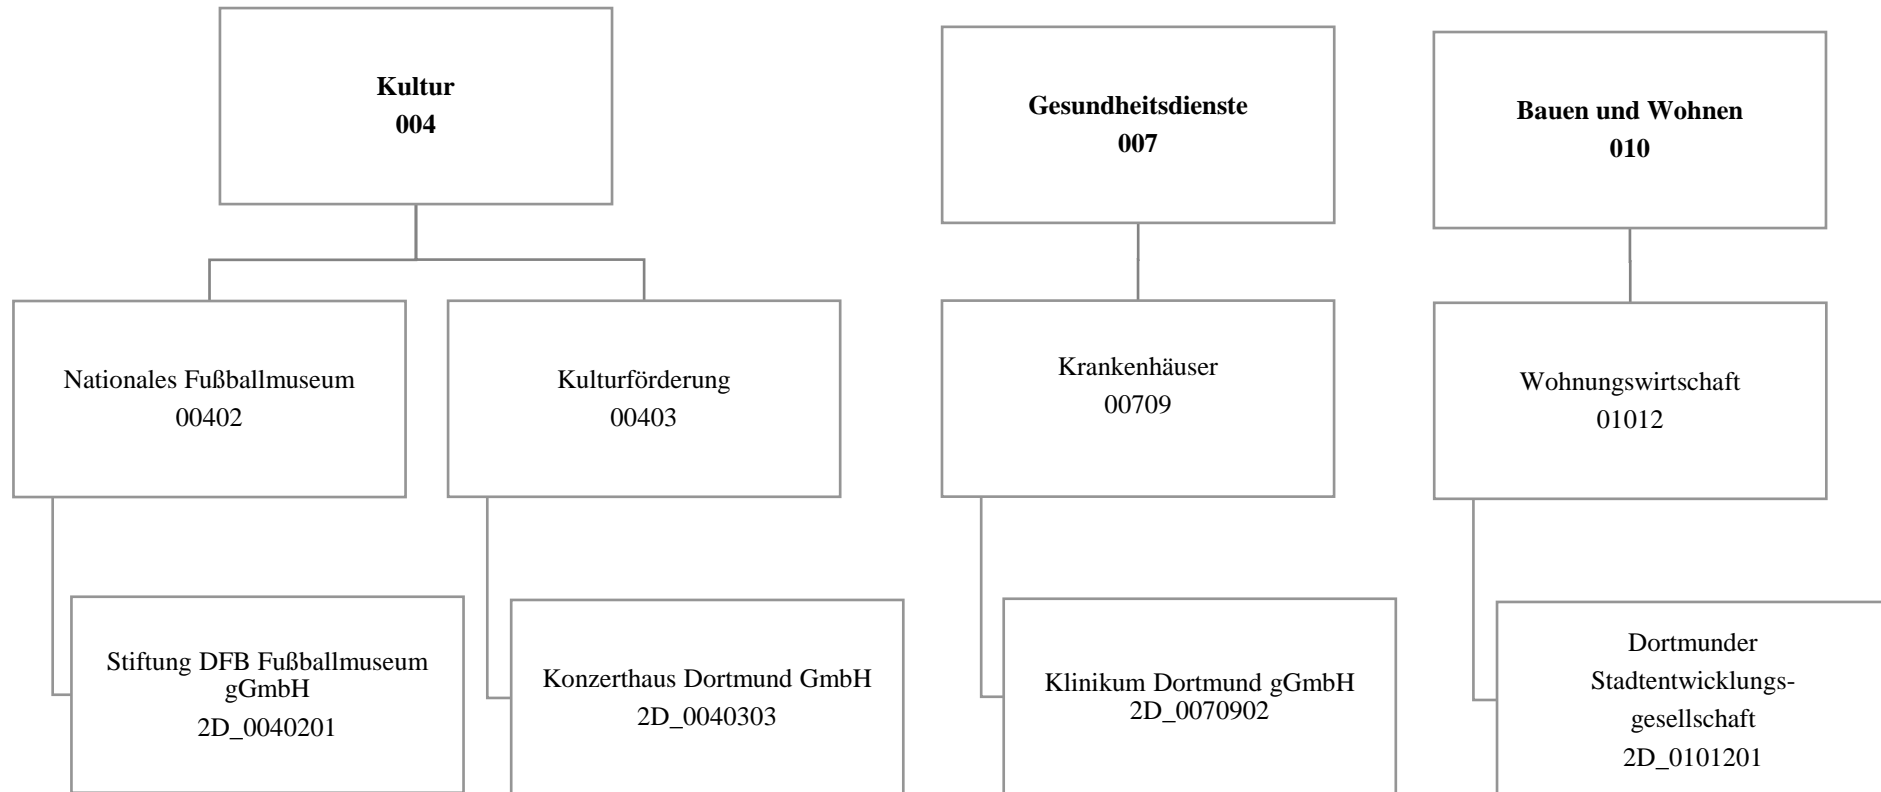 Kultur
004
Gesundheitsdienste
007
Bauen und Wohnen
010
Nationales Fußballmuseum
00402
Kulturförderung
00403
Krankenhäuser
00709
Wohnungswirtschaft
01012
Stiftung DFB Fußballmuseum
gGmbH
2D_0040201
Konzerthaus Dortmund GmbH
2D_0040303
Klinikum Dortmund gGmbH
2D_0070902
Dortmunder
Stadtentwicklungs-
gesellschaft
2D_0101201